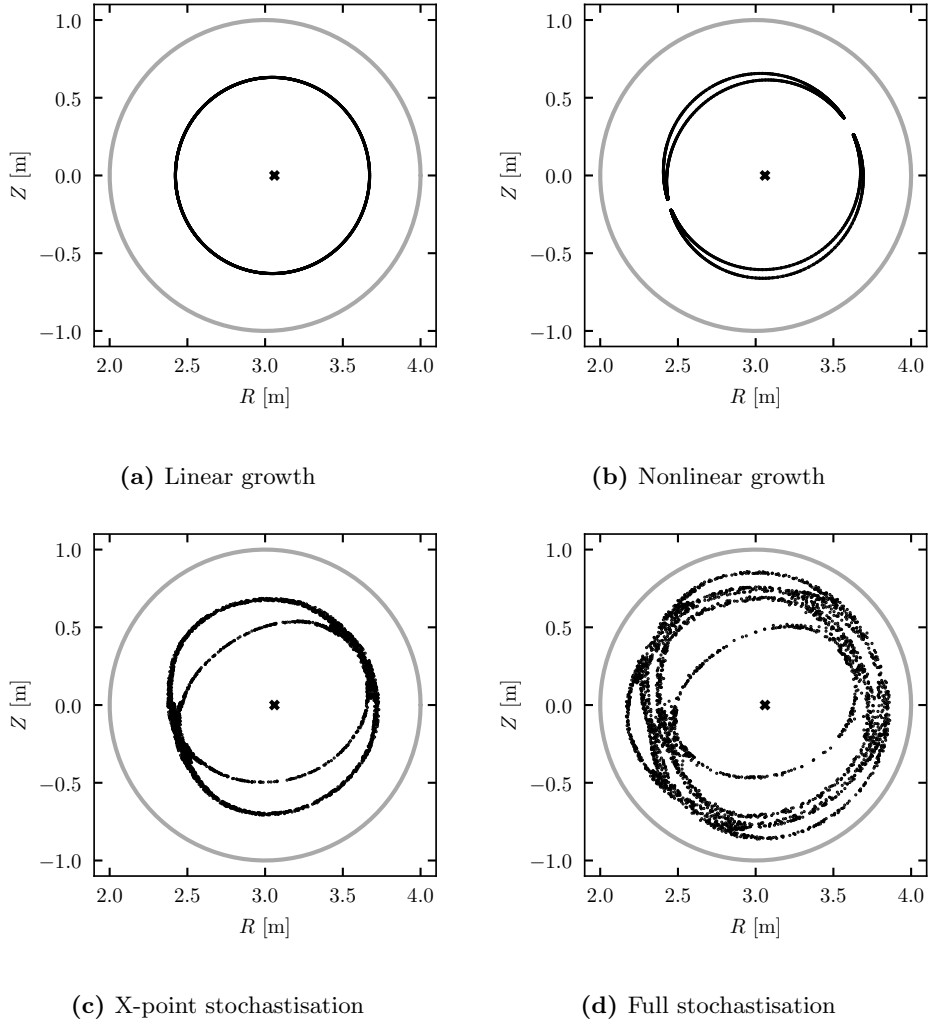 1.0
0.5
0.0
−0.5
−1.0
Z [m]
2.0 2.5 3.0 3.5 4.0
R [m]
(a) Linear growth
1.0
0.5
0.0
−0.5
−1.0
Z [m]
2.0 2.5 3.0 3.5 4.0
R [m]
(b) Nonlinear growth
1.0
0.5
0.0
−0.5
−1.0
Z [m]
2.0 2.5 3.0 3.5 4.0
R [m]
(c) X-point stochastisation
1.0
0.5
0.0
−0.5
−1.0
Z [m]
2.0 2.5 3.0 3.5 4.0
R [m]
(d) Full stochastisation